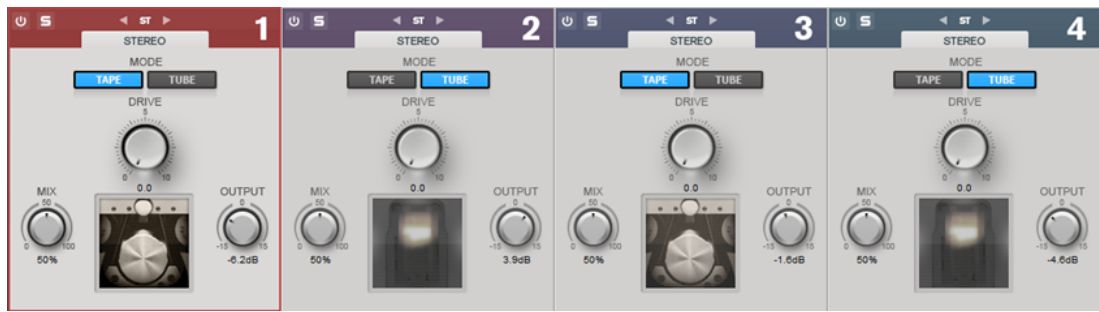 S ST 1
STEREO
MODE
TAPE TUBE
DRIVE
5
0 10
0.0
MIX OUTPUT
50 0
0 100 -15 15
50% -6.2dB
S ST 2
STEREO
MODE
TAPE TUBE
DRIVE
5
0 10
0.0
MIX OUTPUT
50 0
0 100 -15 15
50% 3.9dB
S ST 3
STEREO
MODE
TAPE TUBE
DRIVE
5
0 10
0.0
MIX OUTPUT
50 0
0 100 -15 15
50% -1.6dB
S ST 4
STEREO
MODE
TAPE TUBE
DRIVE
5
0 10
0.0
MIX OUTPUT
50 0
0 100 -15 15
50% -4.6dB